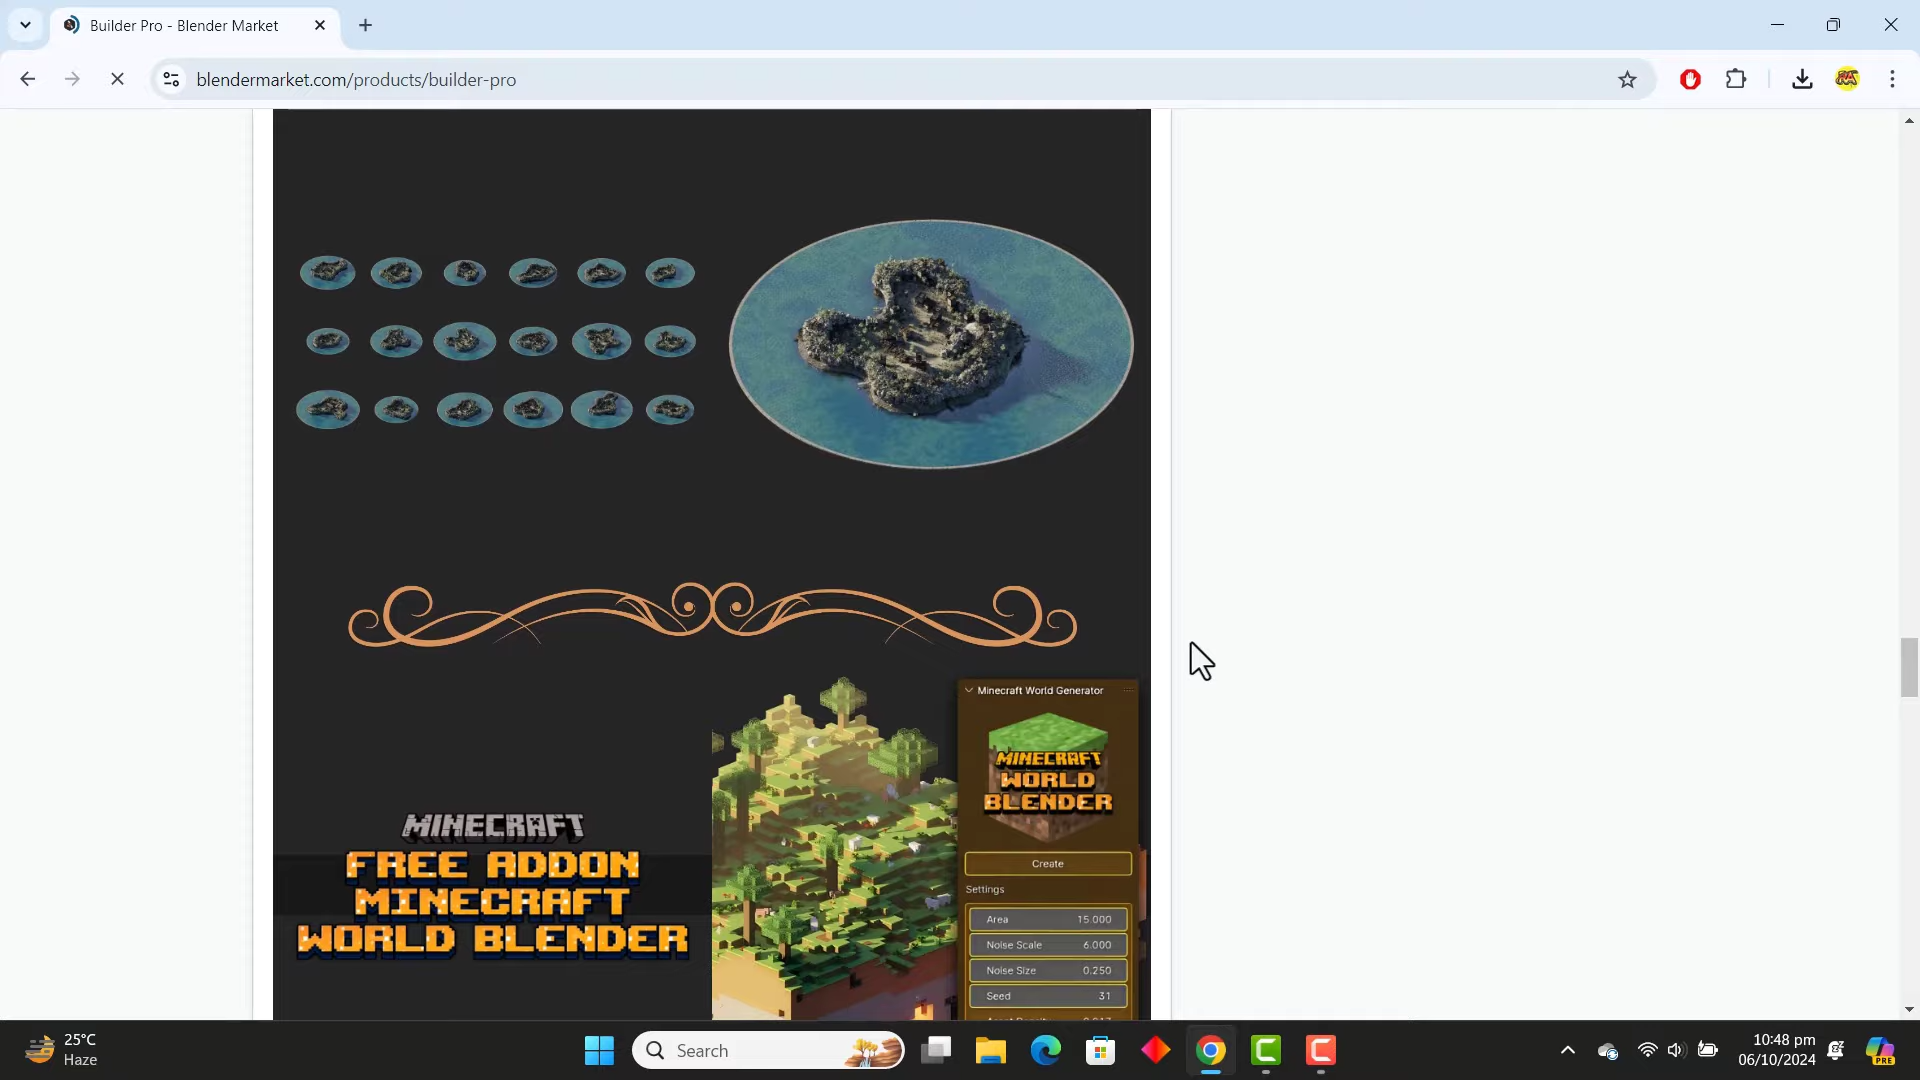 Builder Pro - Blender Market
blendermarket.com/products/builder-pro
Minecraft World Generator
MINECRAFT
WORLD
BLENDER
Create
Settings
Area 15.000
Noise Scale 6.000
Noise Size 0.250
Seed 31
MINECRAFT
FREE ADDON
MINECRAFT
WORLD BLENDER
25°C
Haze
Search
10:48 pm
06/10/2024
PRE